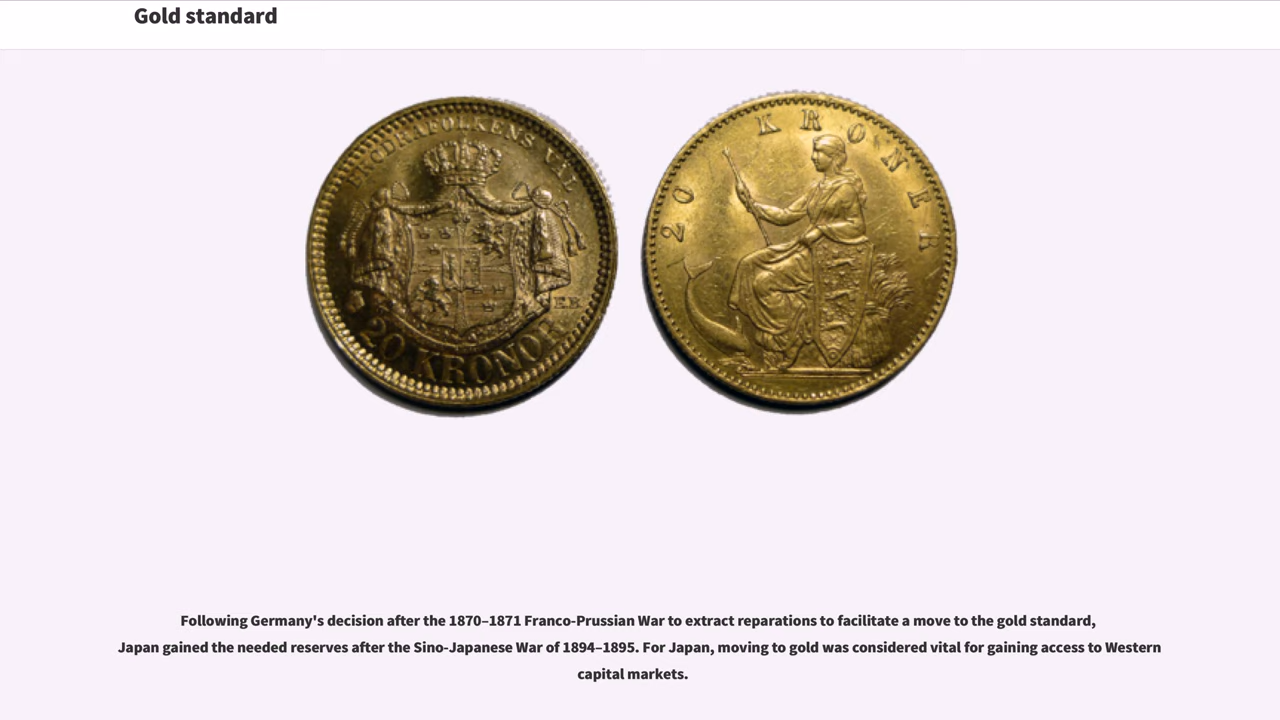 Gold standard
BRÖDRAFOLKENS VÄL
20 KRONER
E.B.
20 KRONOR
Following Germany's decision after the 1870–1871 Franco-Prussian War to extract reparations to facilitate a move to the gold standard,
Japan gained the needed reserves after the Sino-Japanese War of 1894–1895. For Japan, moving to gold was considered vital for gaining access to Western
capital markets.